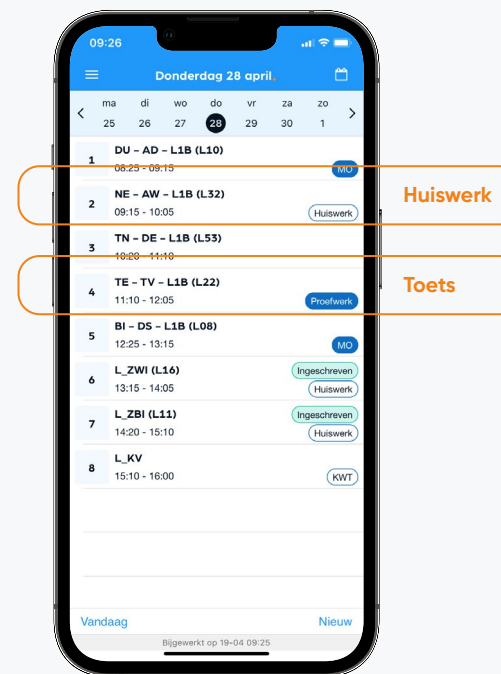 09:26
Donderdag 28 april.
ma di wo do vr za zo
25 26 27 28 29 30 1
1 DU – AD – L1B (L10)
08:25 - 09:15 MO
Huiswerk
2 NE – AW – L1B (L32)
09:15 - 10:05 Huiswerk
3 TN – DE – L1B (L53)
10:20 - 11:10
Toets
4 TE – TV – L1B (L22)
11:10 - 12:05 Proefwerk
5 BI – DS – L1B (L08)
12:25 - 13:15 MO
6 L_ZWI (L16) Ingeschreven
13:15 - 14:05 Huiswerk
7 L_ZBI (L11) Ingeschreven
14:20 - 15:10 Huiswerk
8 L_KV
15:10 - 16:00 KWT
Vandaag Nieuw
Bijgewerkt op 19-04 09:25